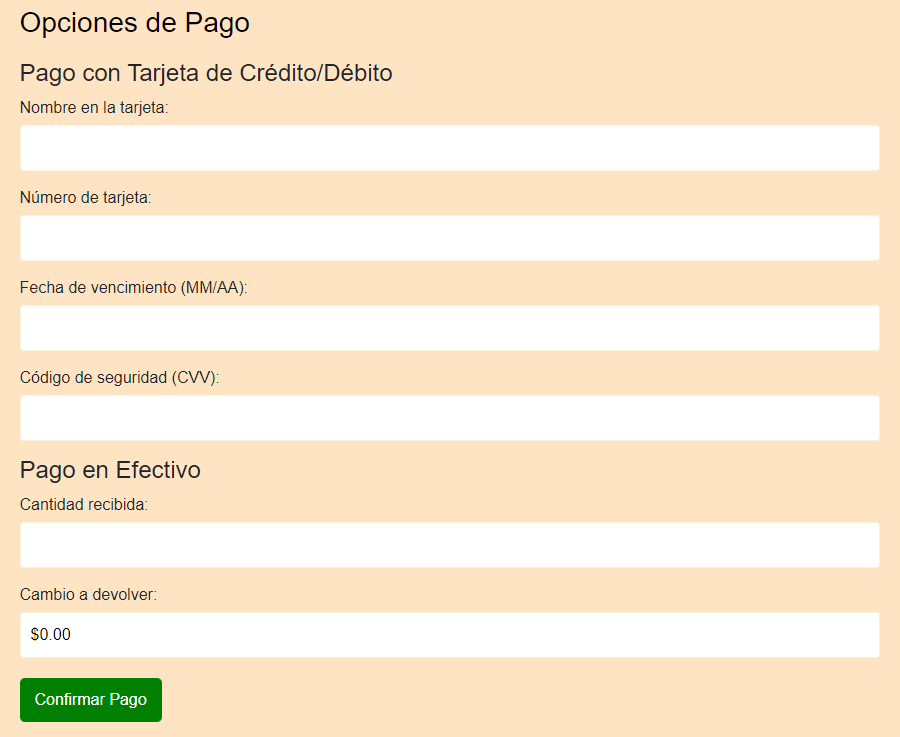 Opciones de Pago
Pago con Tarjeta de Crédito/Débito
Nombre en la tarjeta:
Número de tarjeta:
Fecha de vencimiento (MM/AA):
Código de seguridad (CVV):
Pago en Efectivo
Cantidad recibida:
Cambio a devolver:
$0.00
Confirmar Pago